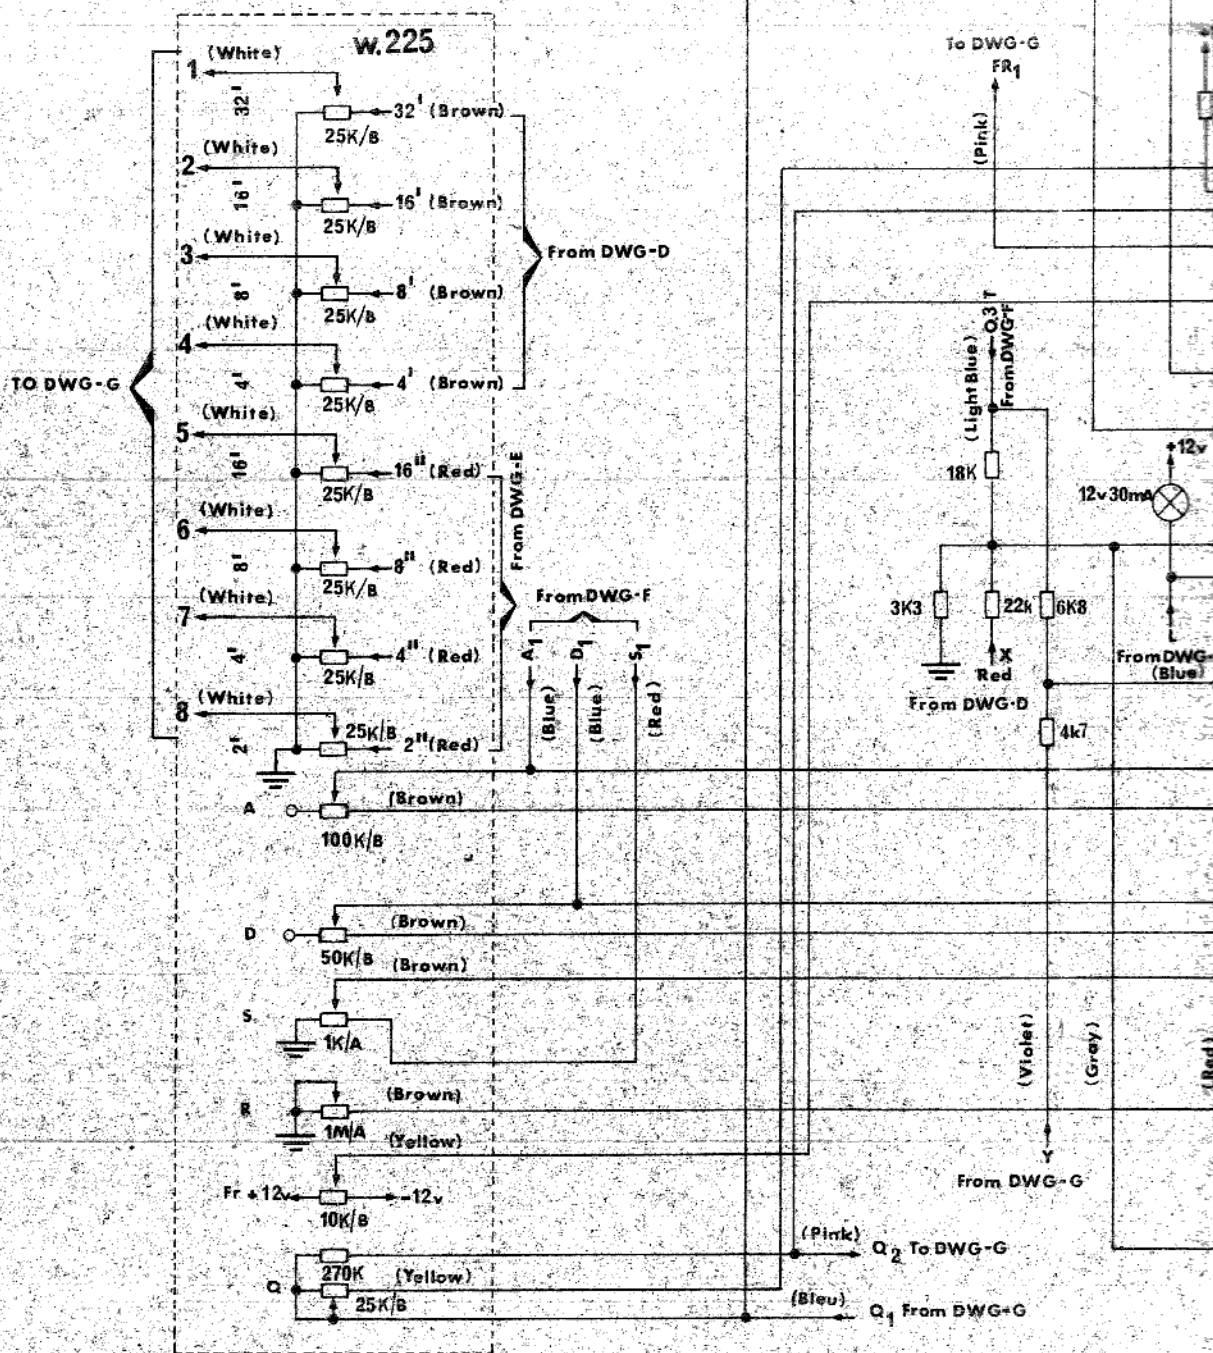 W.225
1 (White)
32'
32' (Brown)
25K/B
2 (White)
16'
16' (Brown)
25K/B
3 (White)
8'
8' (Brown)
25K/B
4 (White)
4'
4' (Brown)
25K/B
From DWG-D
TO DWG-G
5 (White)
16'
16" (Red)
25K/B
6 (White)
8'
8" (Red)
25K/B
7 (White)
4'
4" (Red)
25K/B
8 (White)
2'
25K/B
2" (Red)
From DWG-E
From DWG-F
A1
D1
S1
(Blue)
(Blue)
(Red)
A
(Brown)
100K/B
D
(Brown)
50K/B
(Brown)
S
1K/A
R
(Brown)
1M/A
(Yellow)
Fr +12v
-12v
10K/B
270K
Q
(Yellow)
25K/B
(Pink)
Q2 To DWG-G
(Bleu)
Q1 From DWG-G
To DWG-G
FR1
(Pink)
From DWG-F
(Light Blue)
18K
12v 30mA
+12v
3K3
22k
6K8
X
Red
From DWG-D
4k7
From DWG-
(Blue)
(Violet)
(Gray)
(Red)
Y
From DWG-G